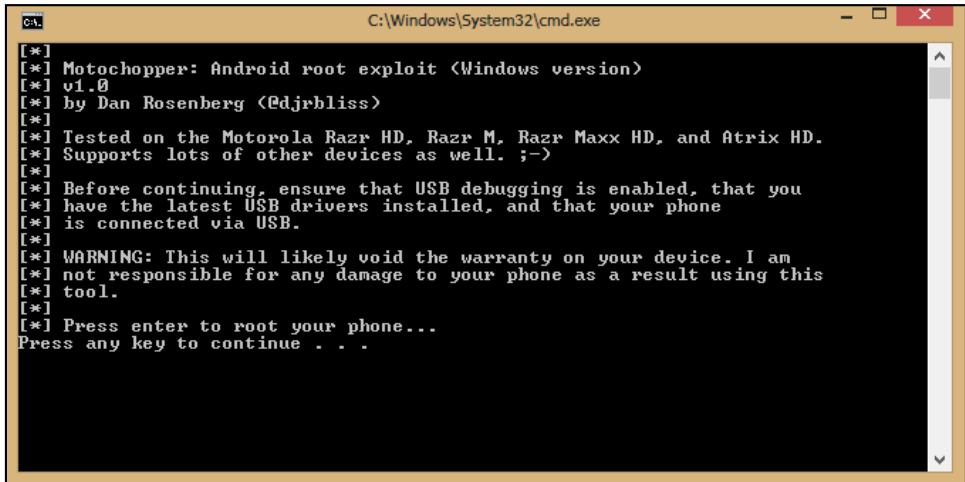 C:\Windows\System32\cmd.exe
[*]
[*] Motochopper: Android root exploit (Windows version)
[*] v1.0
[*] by Dan Rosenberg (@djrbliss)
[*]
[*] Tested on the Motorola Razr HD, Razr M, Razr Maxx HD, and Atrix HD.
[*] Supports lots of other devices as well. ;-)
[*]
[*] Before continuing, ensure that USB debugging is enabled, that you
[*] have the latest USB drivers installed, and that your phone
[*] is connected via USB.
[*]
[*] WARNING: This will likely void the warranty on your device. I am
[*] not responsible for any damage to your phone as a result using this
[*] tool.
[*]
[*] Press enter to root your phone...
Press any key to continue . . .